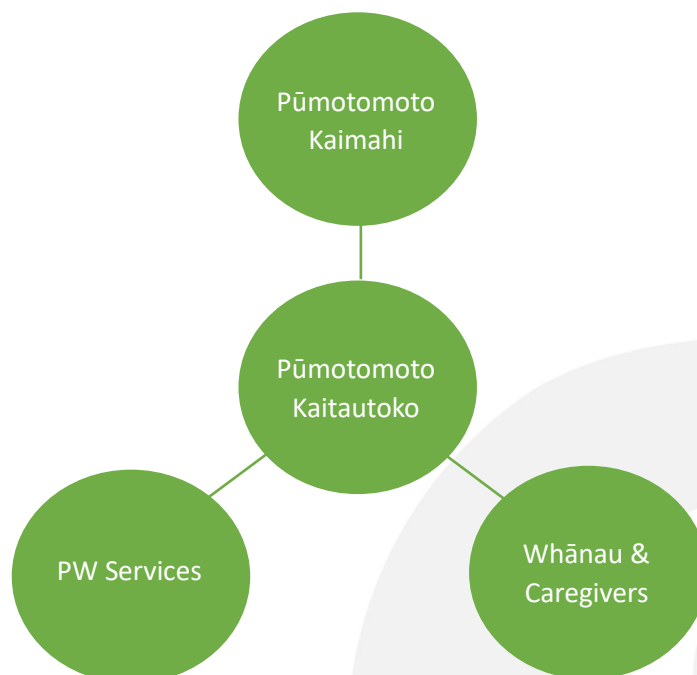 Pūmotomoto
Kaimahi
Pūmotomoto
Kaitautoko
PW Services
Whānau &
Caregivers